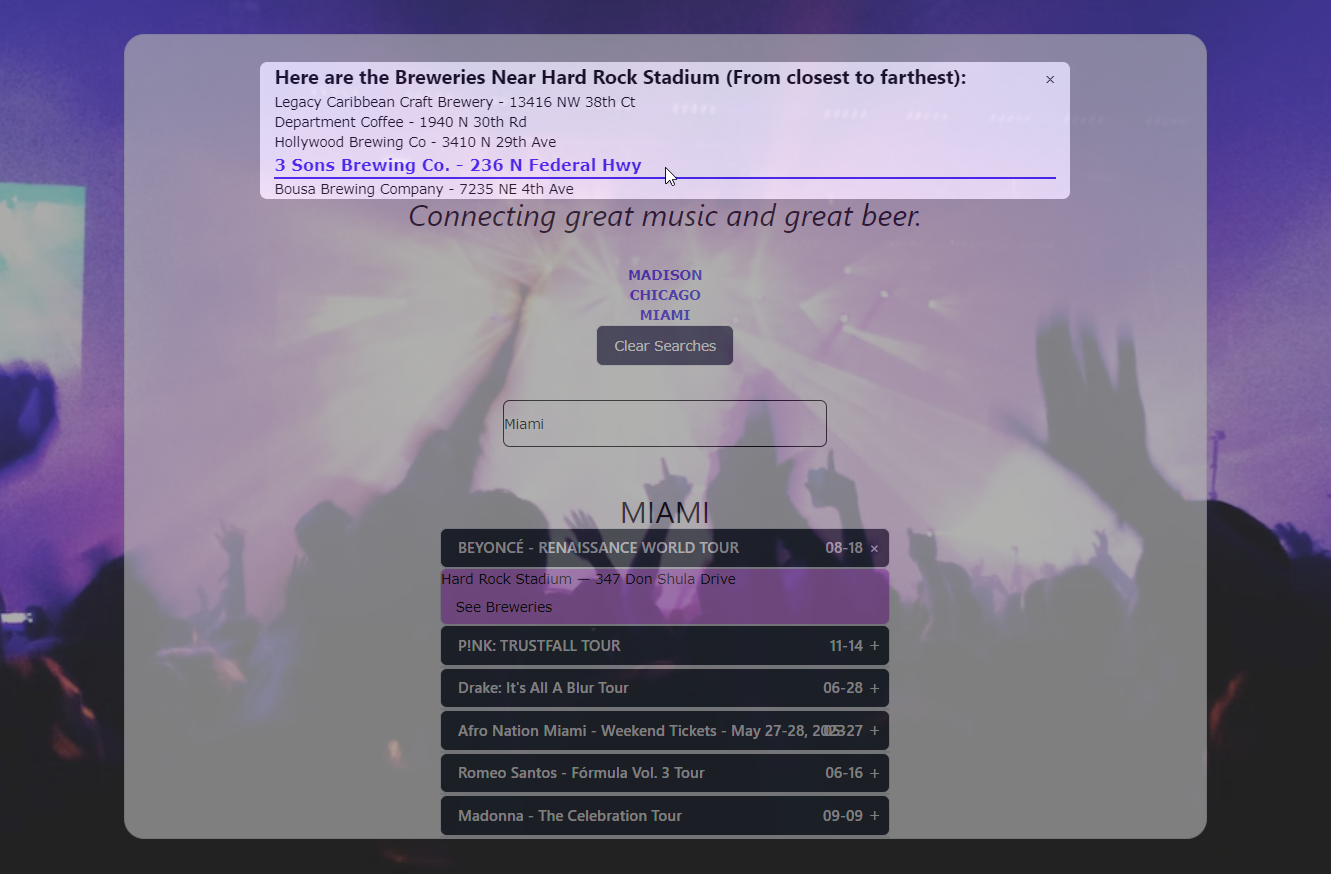 Here are the Breweries Near Hard Rock Stadium (From closest to farthest): ×
Legacy Caribbean Craft Brewery - 13416 NW 38th Ct
Department Coffee - 1940 N 30th Rd
Hollywood Brewing Co - 3410 N 29th Ave
3 Sons Brewing Co. - 236 N Federal Hwy
Bousa Brewing Company - 7235 NE 4th Ave
Connecting great music and great beer.
MADISON
CHICAGO
MIAMI
Clear Searches
Miami
MIAMI
BEYONCÉ - RENAISSANCE WORLD TOUR 08-18 ×
Hard Rock Stadium — 347 Don Shula Drive
See Breweries
P!NK: TRUSTFALL TOUR 11-14 +
Drake: It's All A Blur Tour 06-28 +
Afro Nation Miami - Weekend Tickets - May 27-28, 2023 05-27 +
Romeo Santos - Fórmula Vol. 3 Tour 06-16 +
Madonna - The Celebration Tour 09-09 +